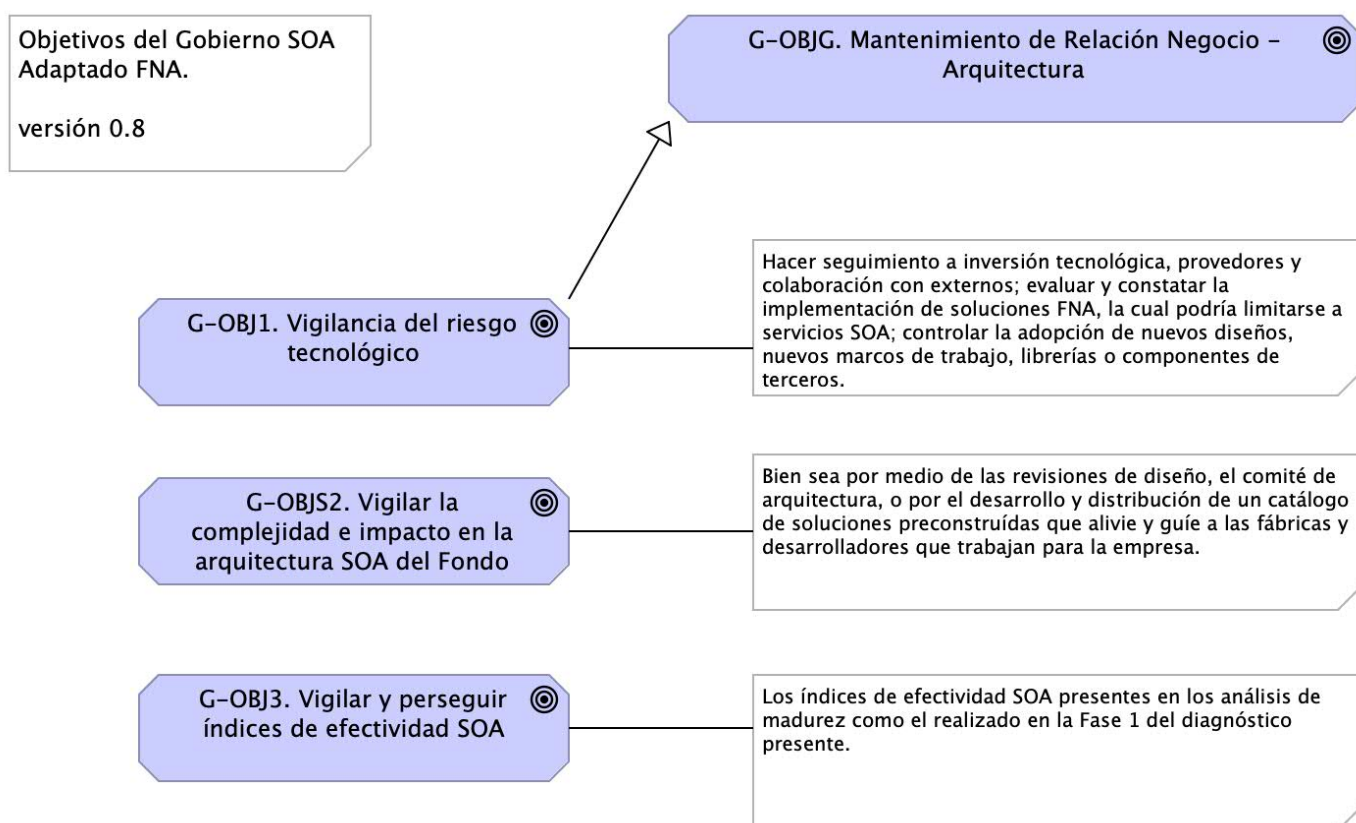 Objetivos del Gobierno SOA
Adaptado FNA.
versión 0.8
G-OBJG. Mantenimiento de Relación Negocio -
Arquitectura
G-OBJ1. Vigilancia del riesgo
tecnológico
Hacer seguimiento a inversión tecnológica, provedores y
colaboración con externos; evaluar y constatar la
implementación de soluciones FNA, la cual podría limitarse a
servicios SOA; controlar la adopción de nuevos diseños,
nuevos marcos de trabajo, librerías o componentes de
terceros.
G-OBJS2. Vigilar la
complejidad e impacto en la
arquitectura SOA del Fondo
Bien sea por medio de las revisiones de diseño, el comité de
arquitectura, o por el desarrollo y distribución de un catálogo
de soluciones preconstruídas que alivie y guíe a las fábricas y
desarrolladores que trabajan para la empresa.
G-OBJ3. Vigilar y perseguir
índices de efectividad SOA
Los índices de efectividad SOA presentes en los análisis de
madurez como el realizado en la Fase 1 del diagnóstico
presente.